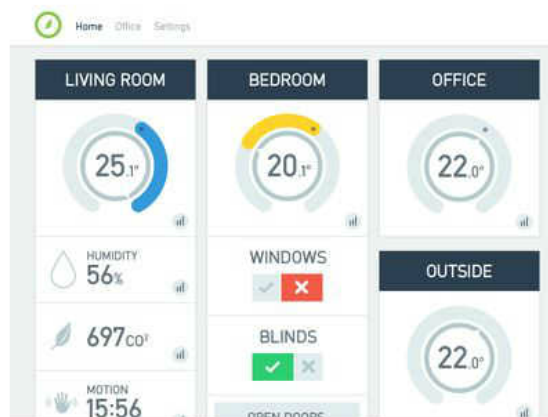 Home Office Settings
LIVING ROOM
25.1°
HUMIDITY
56%
697CO²
MOTION
15:56
BEDROOM
20.1°
WINDOWS
BLINDS
OPEN DOORS
OFFICE
22.0°
OUTSIDE
22.0°